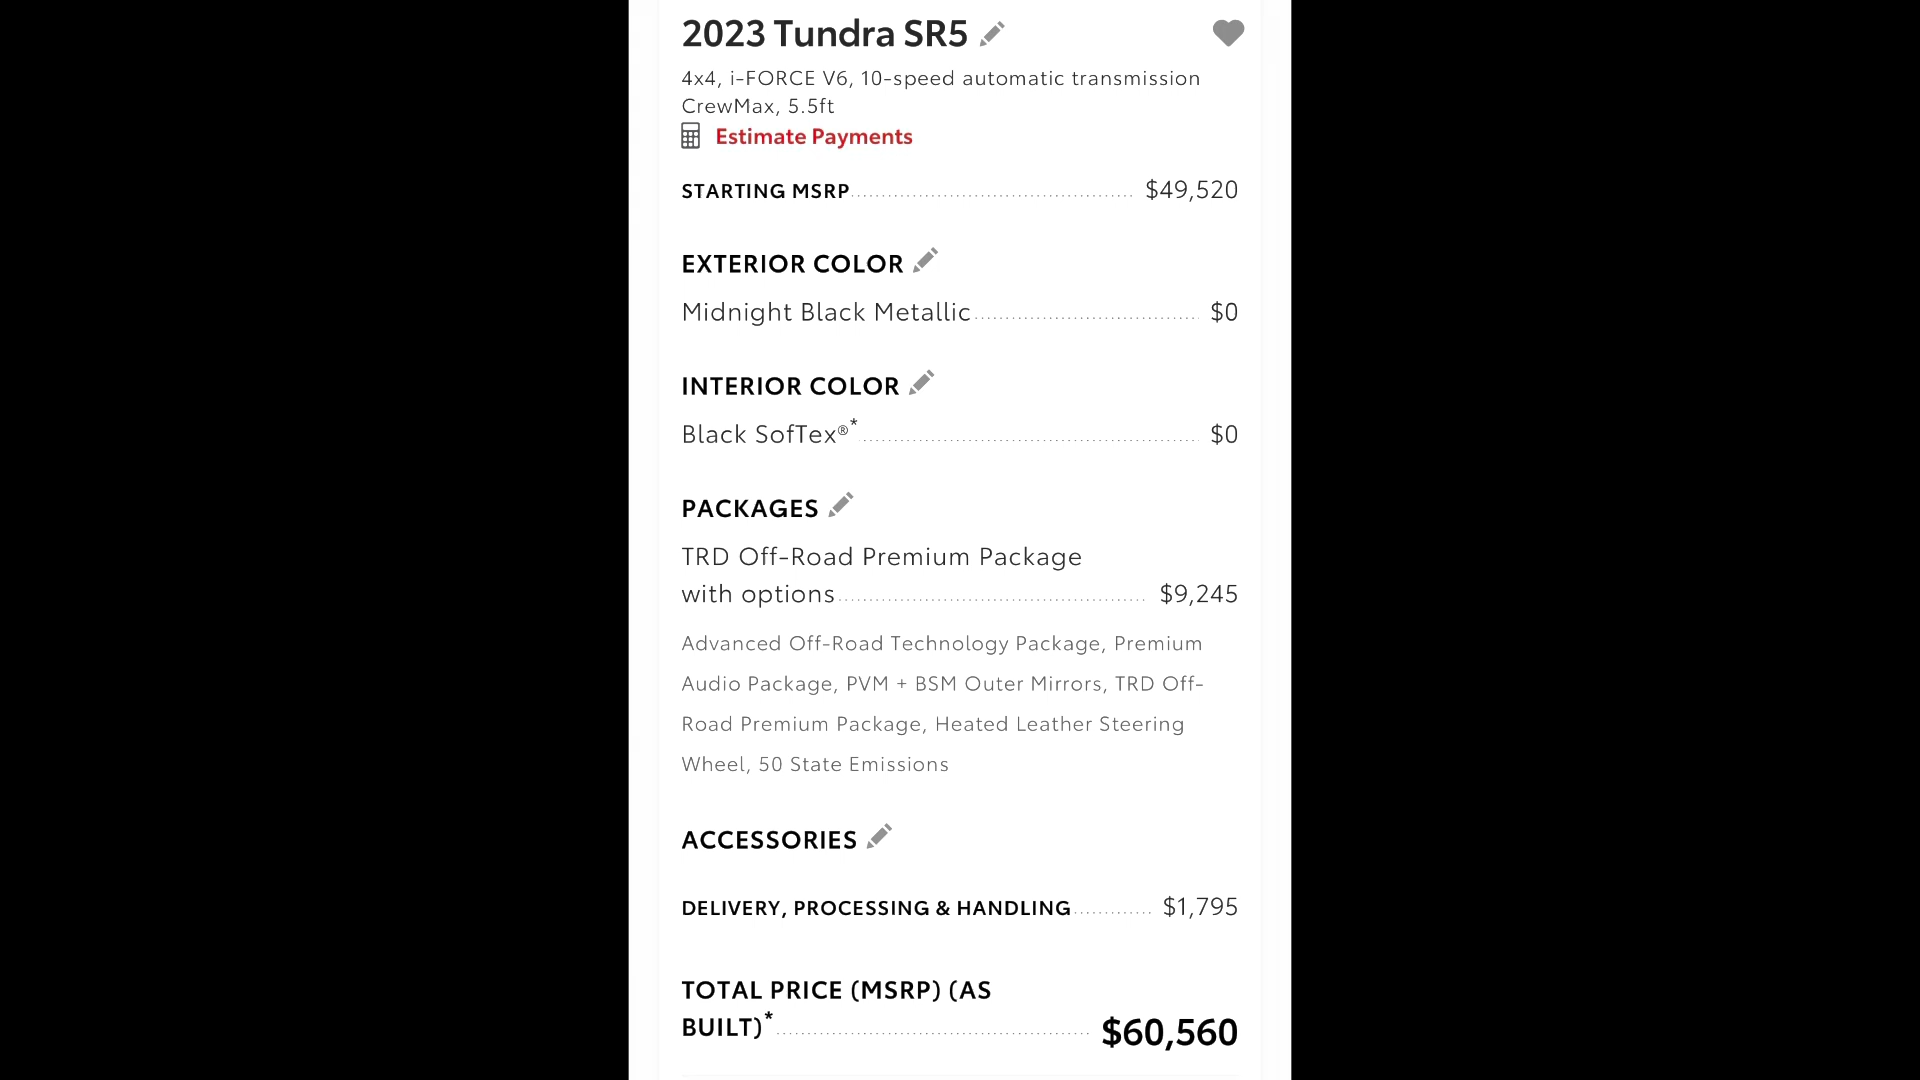 2023 Tundra SR5
4x4, i-FORCE V6, 10-speed automatic transmission
CrewMax, 5.5ft
Estimate Payments
STARTING MSRP $49,520
EXTERIOR COLOR
Midnight Black Metallic $0
INTERIOR COLOR
Black SofTex®* $0
PACKAGES
TRD Off-Road Premium Package
with options $9,245
Advanced Off-Road Technology Package, Premium
Audio Package, PVM + BSM Outer Mirrors, TRD Off-
Road Premium Package, Heated Leather Steering
Wheel, 50 State Emissions
ACCESSORIES
DELIVERY, PROCESSING & HANDLING $1,795
TOTAL PRICE (MSRP) (AS
BUILT)* $60,560